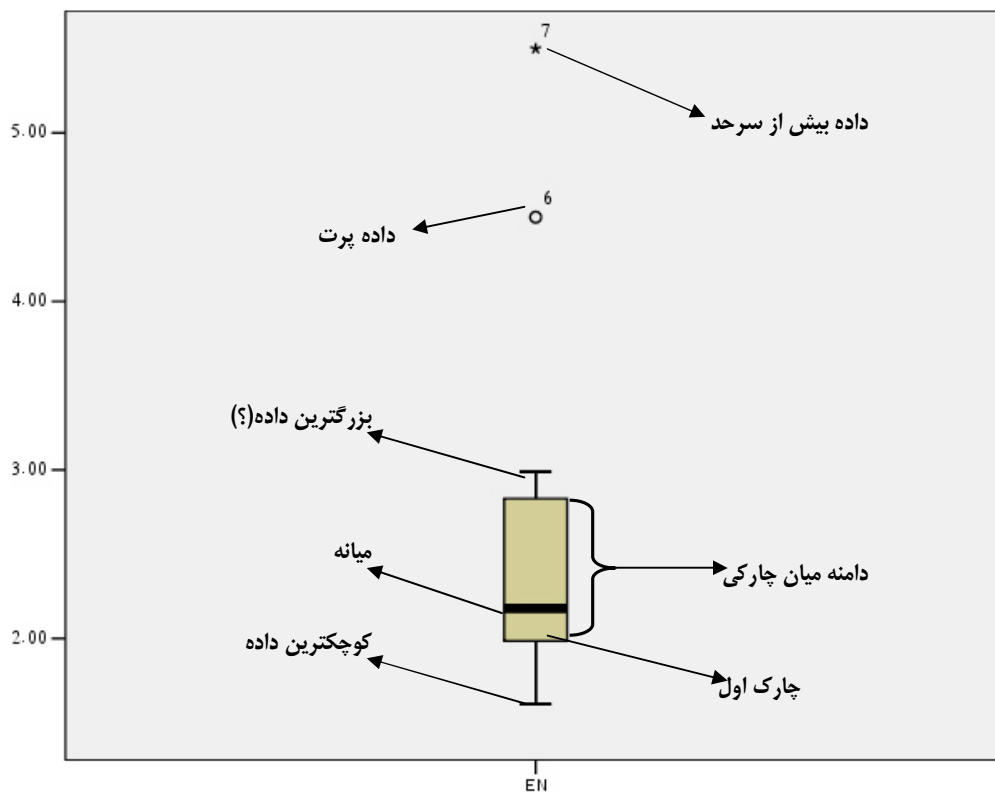 7
داده بیش از سرحد
5.00
6
داده پرت
4.00
بزرگترین داده(؟)
3.00
میانه
دامنه میان چارکی
2.00
کوچکترین داده
چارک اول
EN